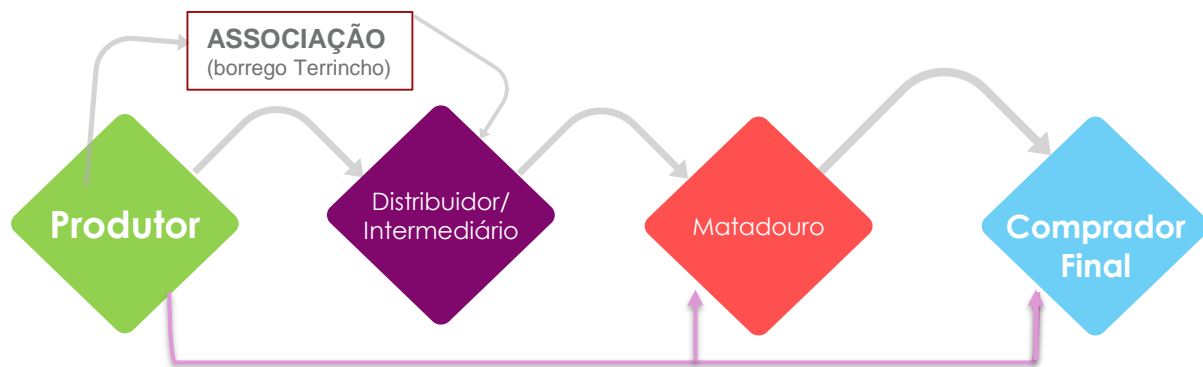 ASSOCIAÇÃO
(borrego Terrincho)
Produtor
Distribuidor/
Intermediário
Matadouro
Comprador
Final